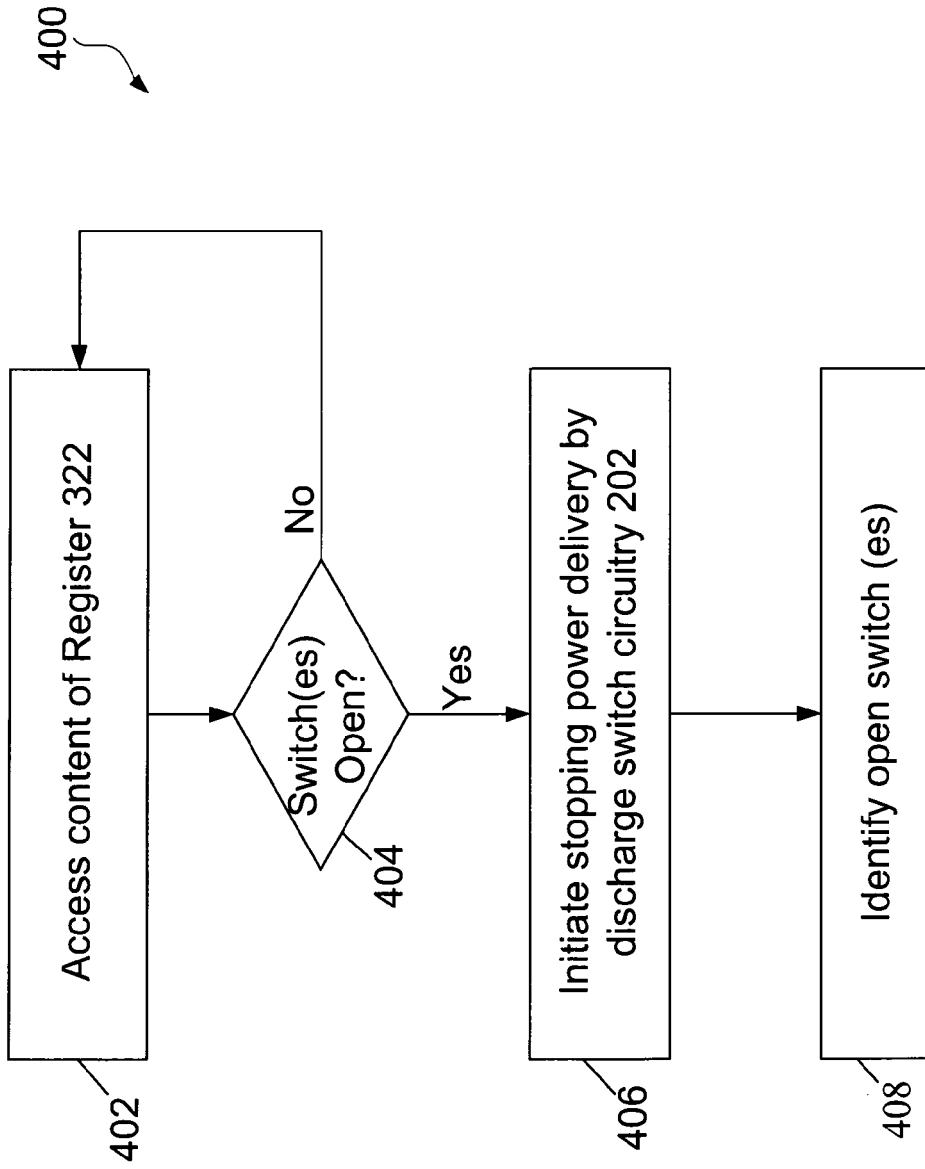 400
Access content of Register 322
402
Switch(es)
Open?
No
404
Yes
Initiate stopping power delivery by
discharge switch circuitry 202
406
Identify open switch (es)
408